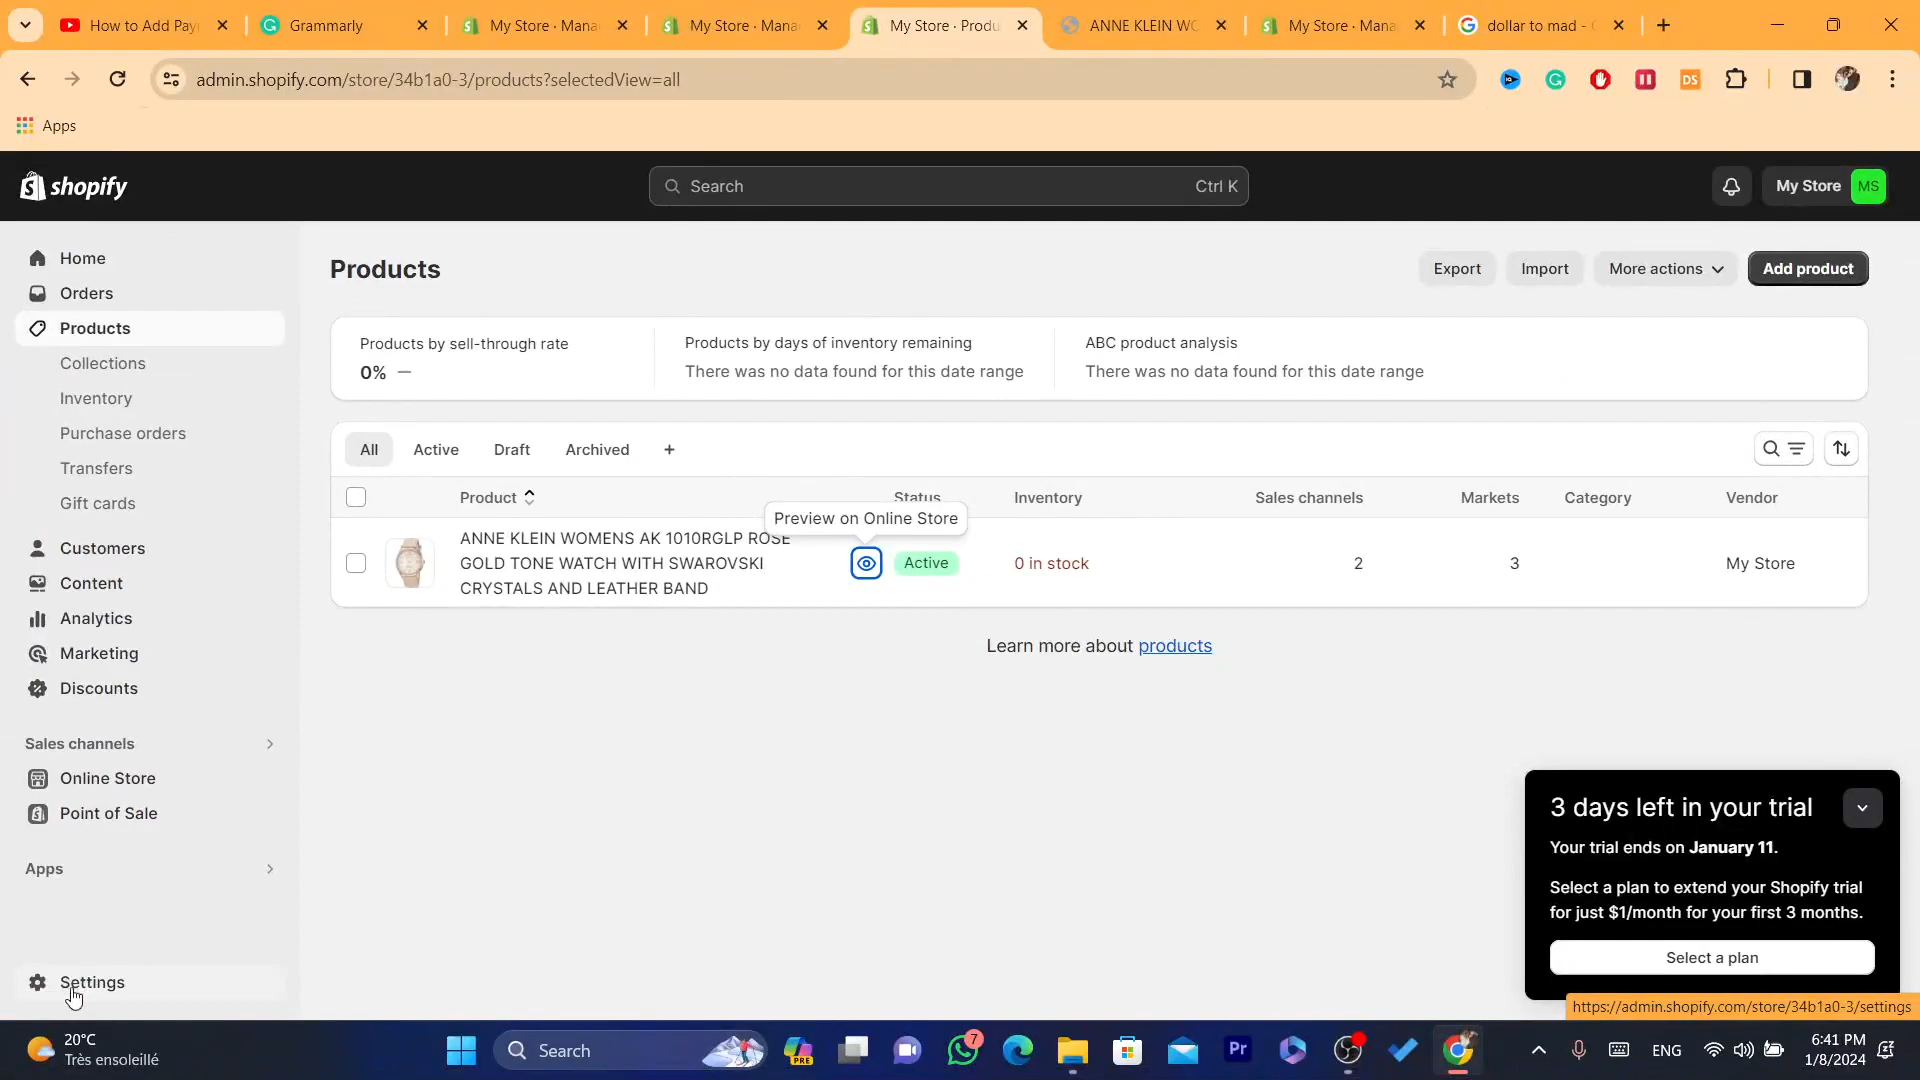 How to Add Pay
Grammarly
My Store · Mana
My Store · Mana
My Store · Produ
ANNE KLEIN WO
My Store · Mana
dollar to mad -
admin.shopify.com/store/34b1a0-3/products?selectedView=all
Apps
shopify
Search
Ctrl K
My Store
MS
Home
Orders
Products
Collections
Inventory
Purchase orders
Transfers
Gift cards
Customers
Content
Analytics
Marketing
Discounts
Sales channels
Online Store
Point of Sale
Apps
Settings
Products
Export
Import
More actions
Add product
Products by sell-through rate
0% —
Products by days of inventory remaining
There was no data found for this date range
ABC product analysis
There was no data found for this date range
All
Active
Draft
Archived
+
Product
Status
Inventory
Sales channels
Markets
Category
Vendor
Preview on Online Store
ANNE KLEIN WOMENS AK 1010RGLP ROSE
GOLD TONE WATCH WITH SWAROVSKI
CRYSTALS AND LEATHER BAND
Active
0 in stock
2
3
My Store
Learn more about products
3 days left in your trial
Your trial ends on January 11.
Select a plan to extend your Shopify trial
for just $1/month for your first 3 months.
Select a plan
https://admin.shopify.com/store/34b1a0-3/settings
20°C
Très ensoleillé
Search
PRE
7
Pr
ENG
6:41 PM
1/8/2024